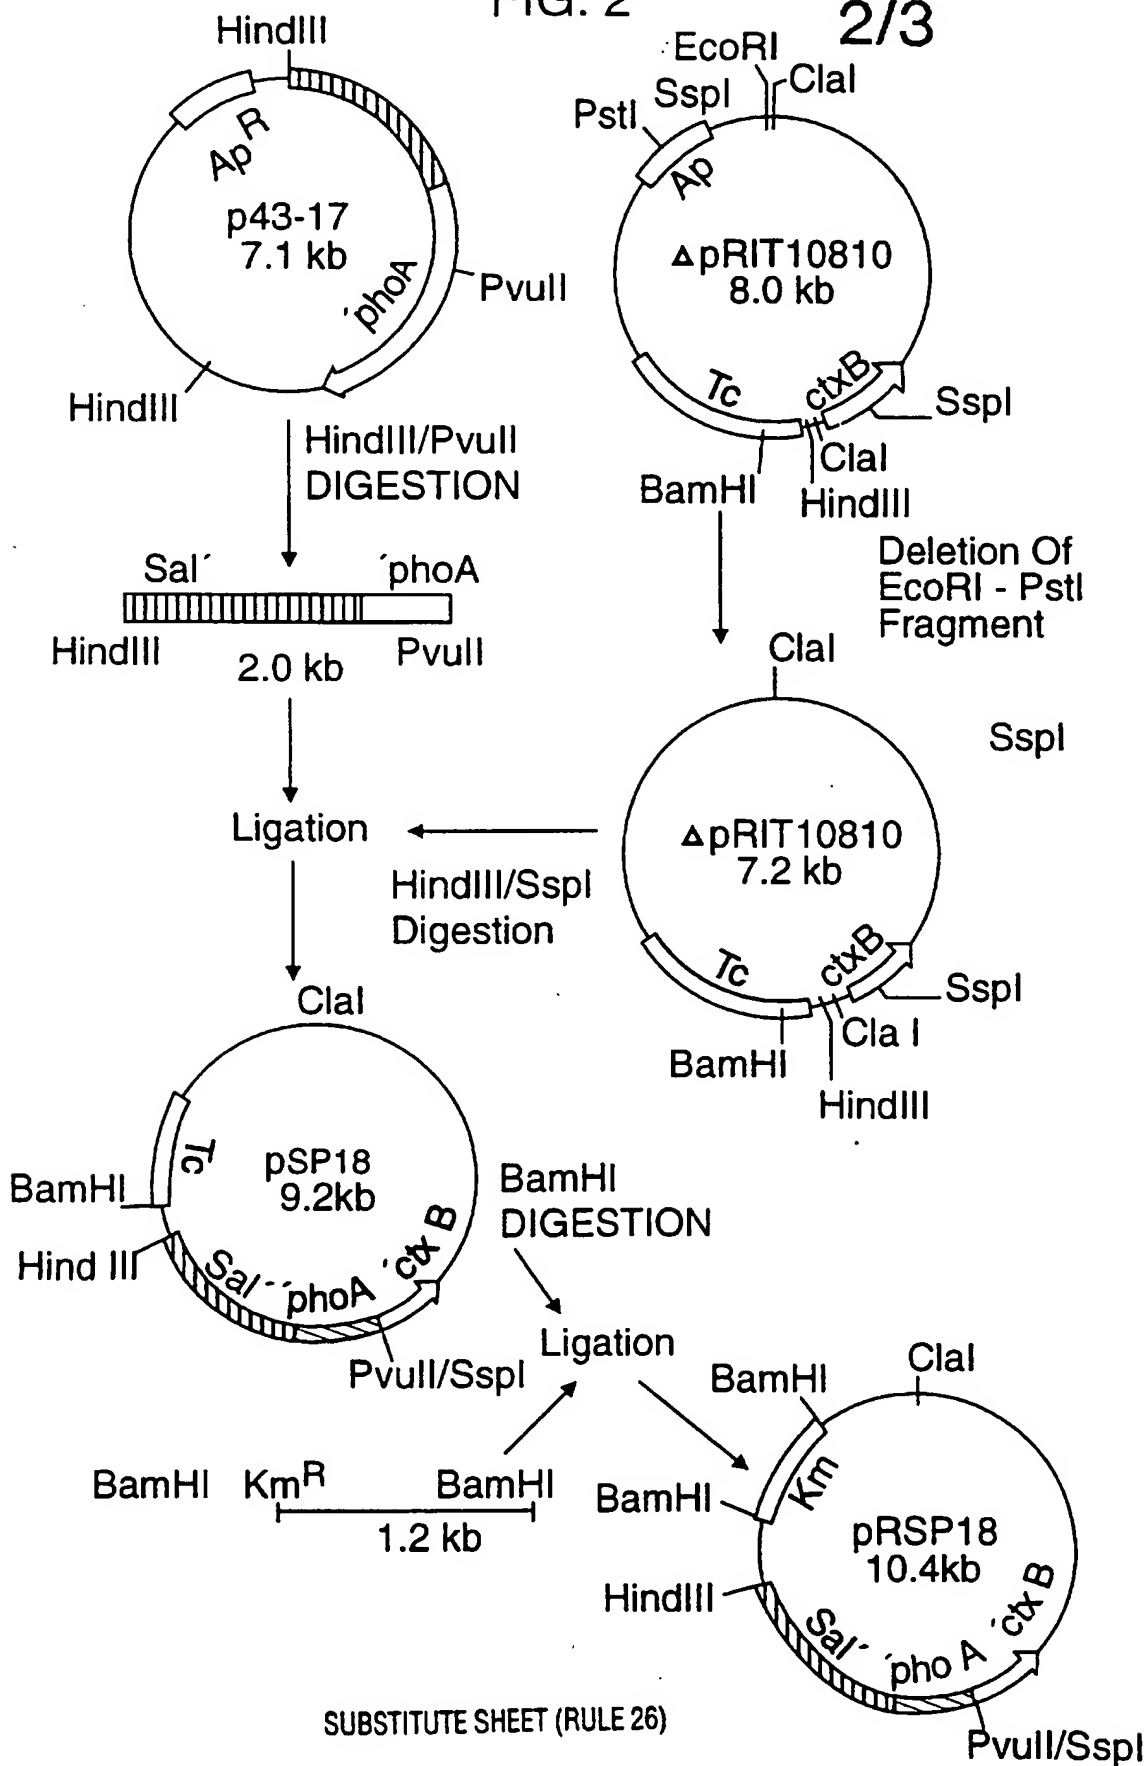 FIG. 2
2/3
HindIII
ApR
p43-17
7.1 kb
´phoA
PvuII
HindIII
EcoRI
ClaI
SspI
PstI
Ap
ΔpRIT10810
8.0 kb
Tc
ctxB
SspI
ClaI
BamHI
HindIII
HindIII/PvuII
DIGESTION
Deletion Of
EcoRI - PstI
Fragment
Sal´ ´phoA
HindIII
2.0 kb
PvuII
ClaI
SspI
ΔpRIT10810
7.2 kb
Tc
ctxB
SspI
Cla I
BamHI
HindIII
Ligation
HindIII/SspI
Digestion
ClaI
Tc
pSP18
9.2kb
BamHI
Hind III
Sal´ ´phoA ´ctx B
PvuII/SspI
BamHI
DIGESTION
Ligation
BamHI KmR BamHI
1.2 kb
BamHI
ClaI
Km
BamHI
pRSP18
10.4kb
HindIII
Sal´ ´pho A ´ctx B
PvuII/SspI
SUBSTITUTE SHEET (RULE 26)